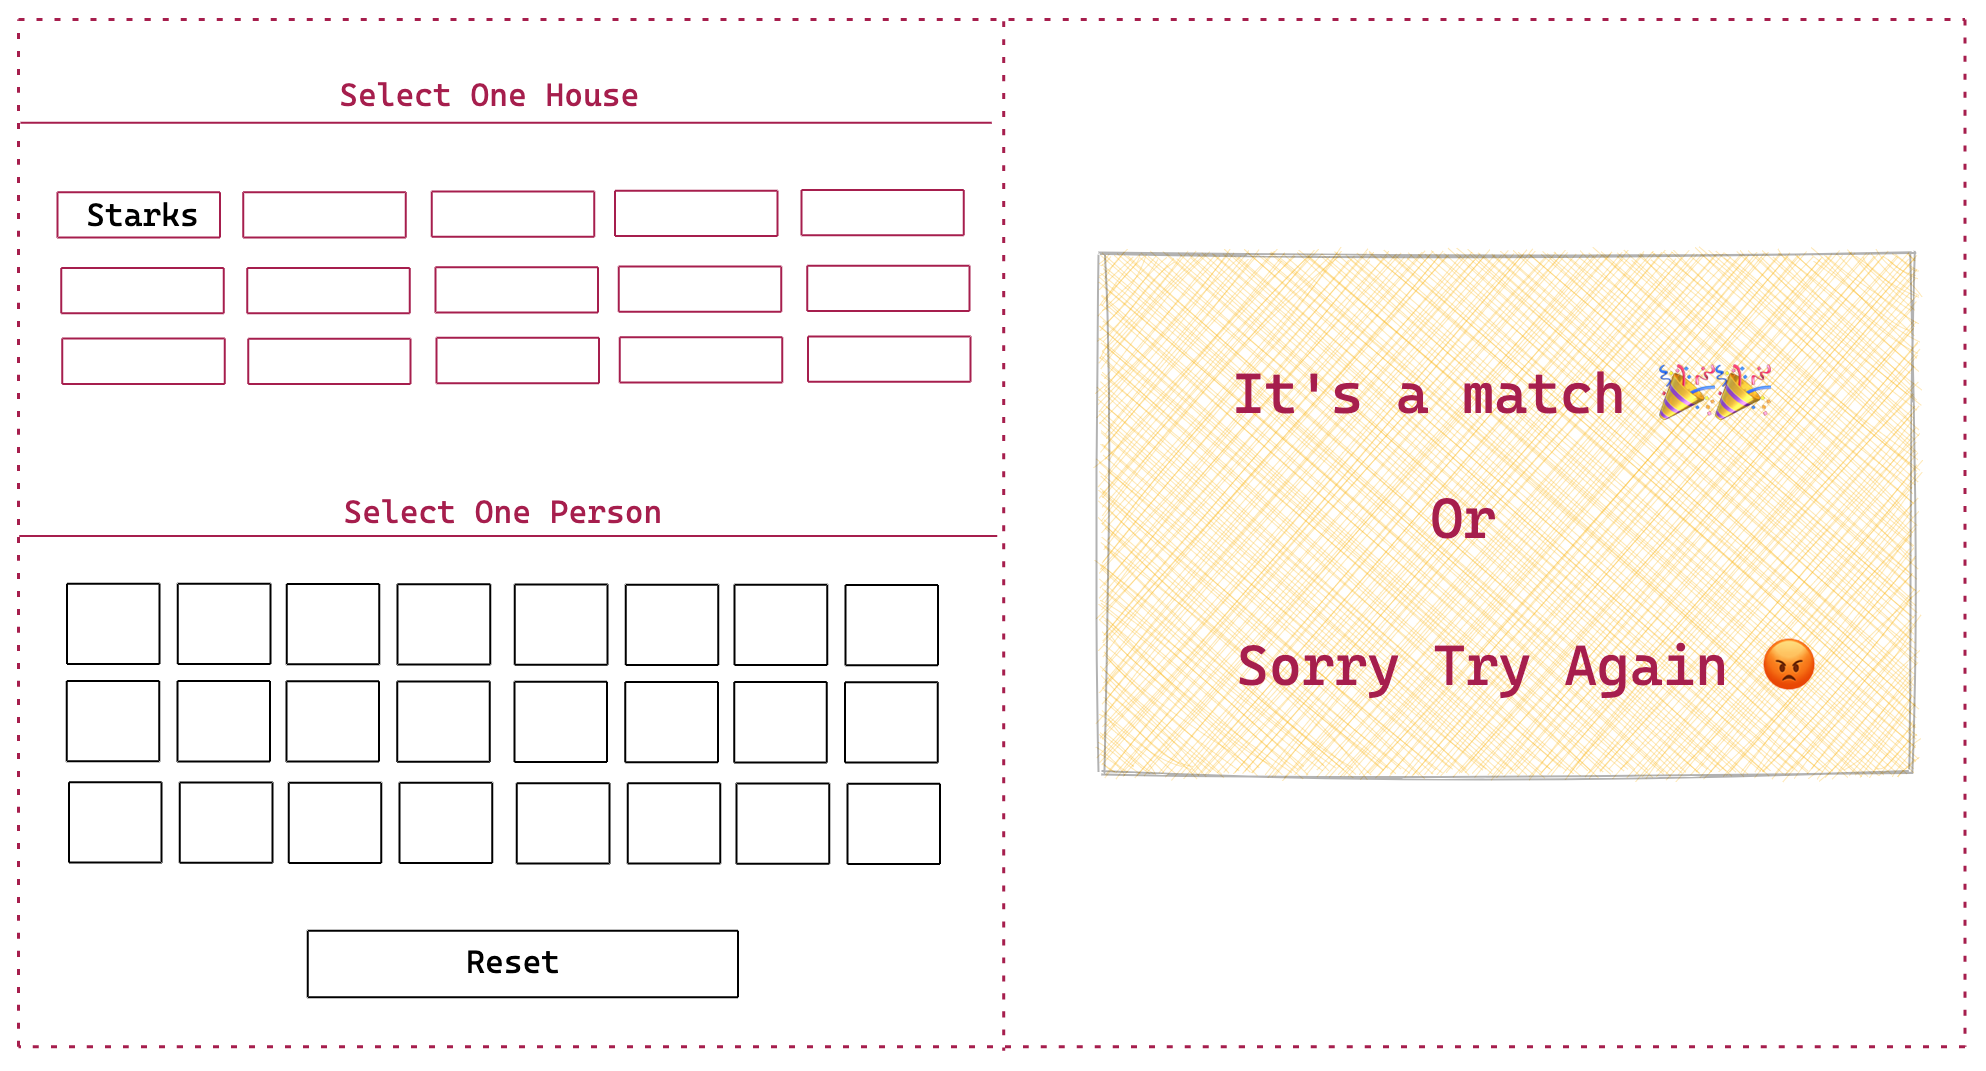 Select One House
Starks
Select One Person
Reset
It's a match 🎉🎉
Or
Sorry Try Again 😡